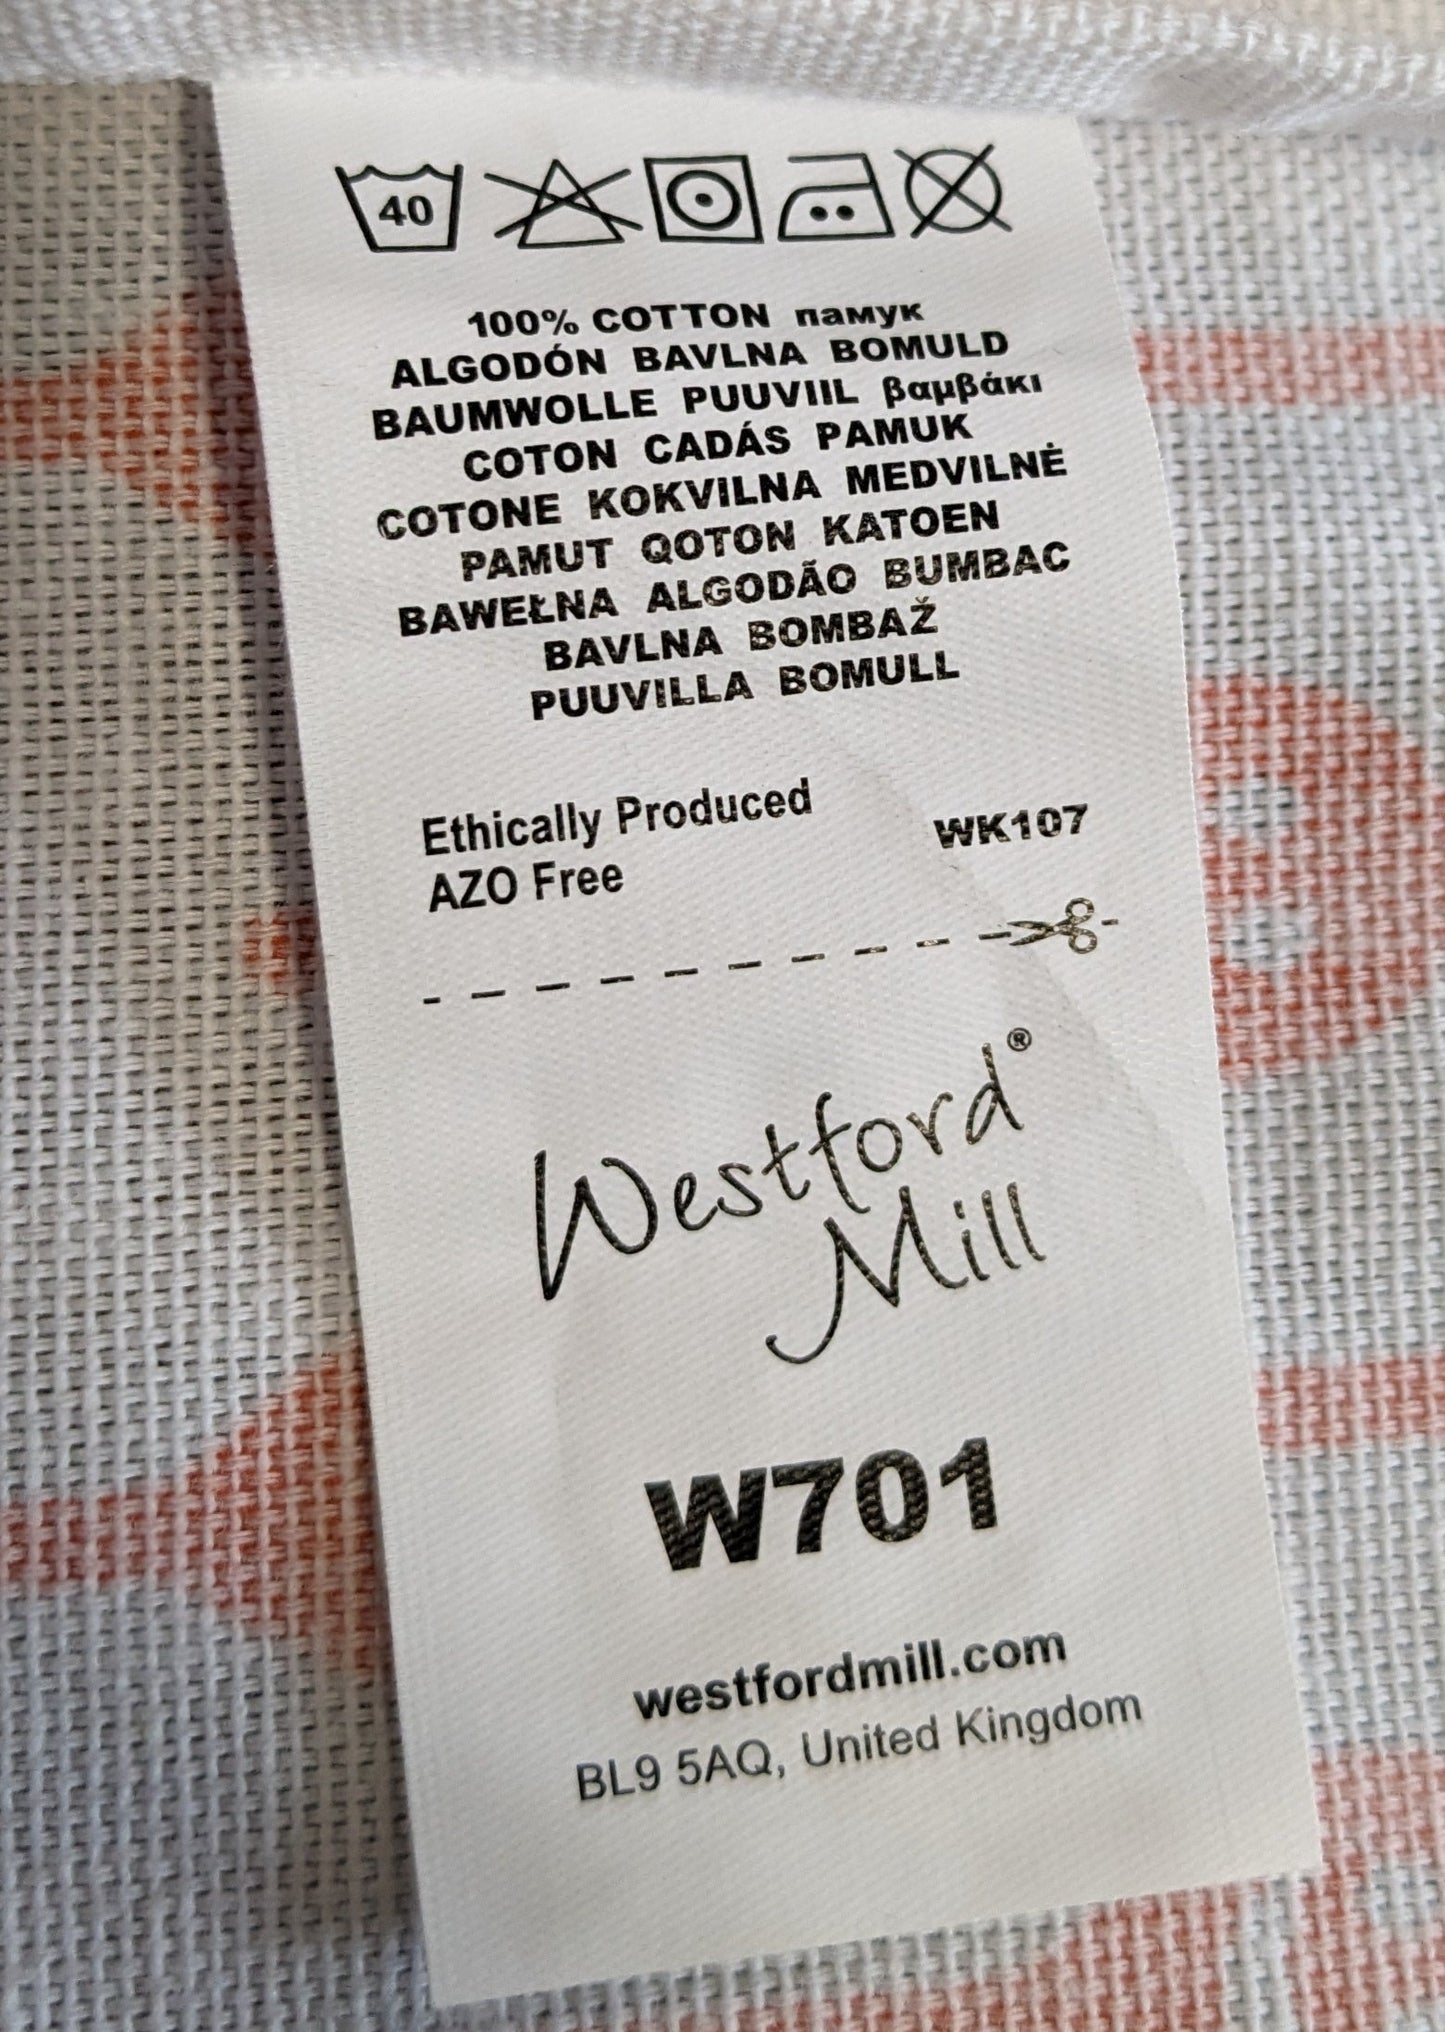 40
100% COTTON памук
ALGODÓN BAVLNA BOMULD
BAUMWOLLE PUUVIIL βαμβάκι
COTON CADÁS PAMUK
COTONE KOKVILNA MEDVILNĖ
PAMUT QOTON KATOEN
BAWEŁNA ALGODÃO BUMBAC
BAVLNA BOMBAŽ
PUUVILLA BOMULL
Ethically Produced
AZO Free
WK107
Westford®
Mill
W701
westfordmill.com
BL9 5AQ, United Kingdom